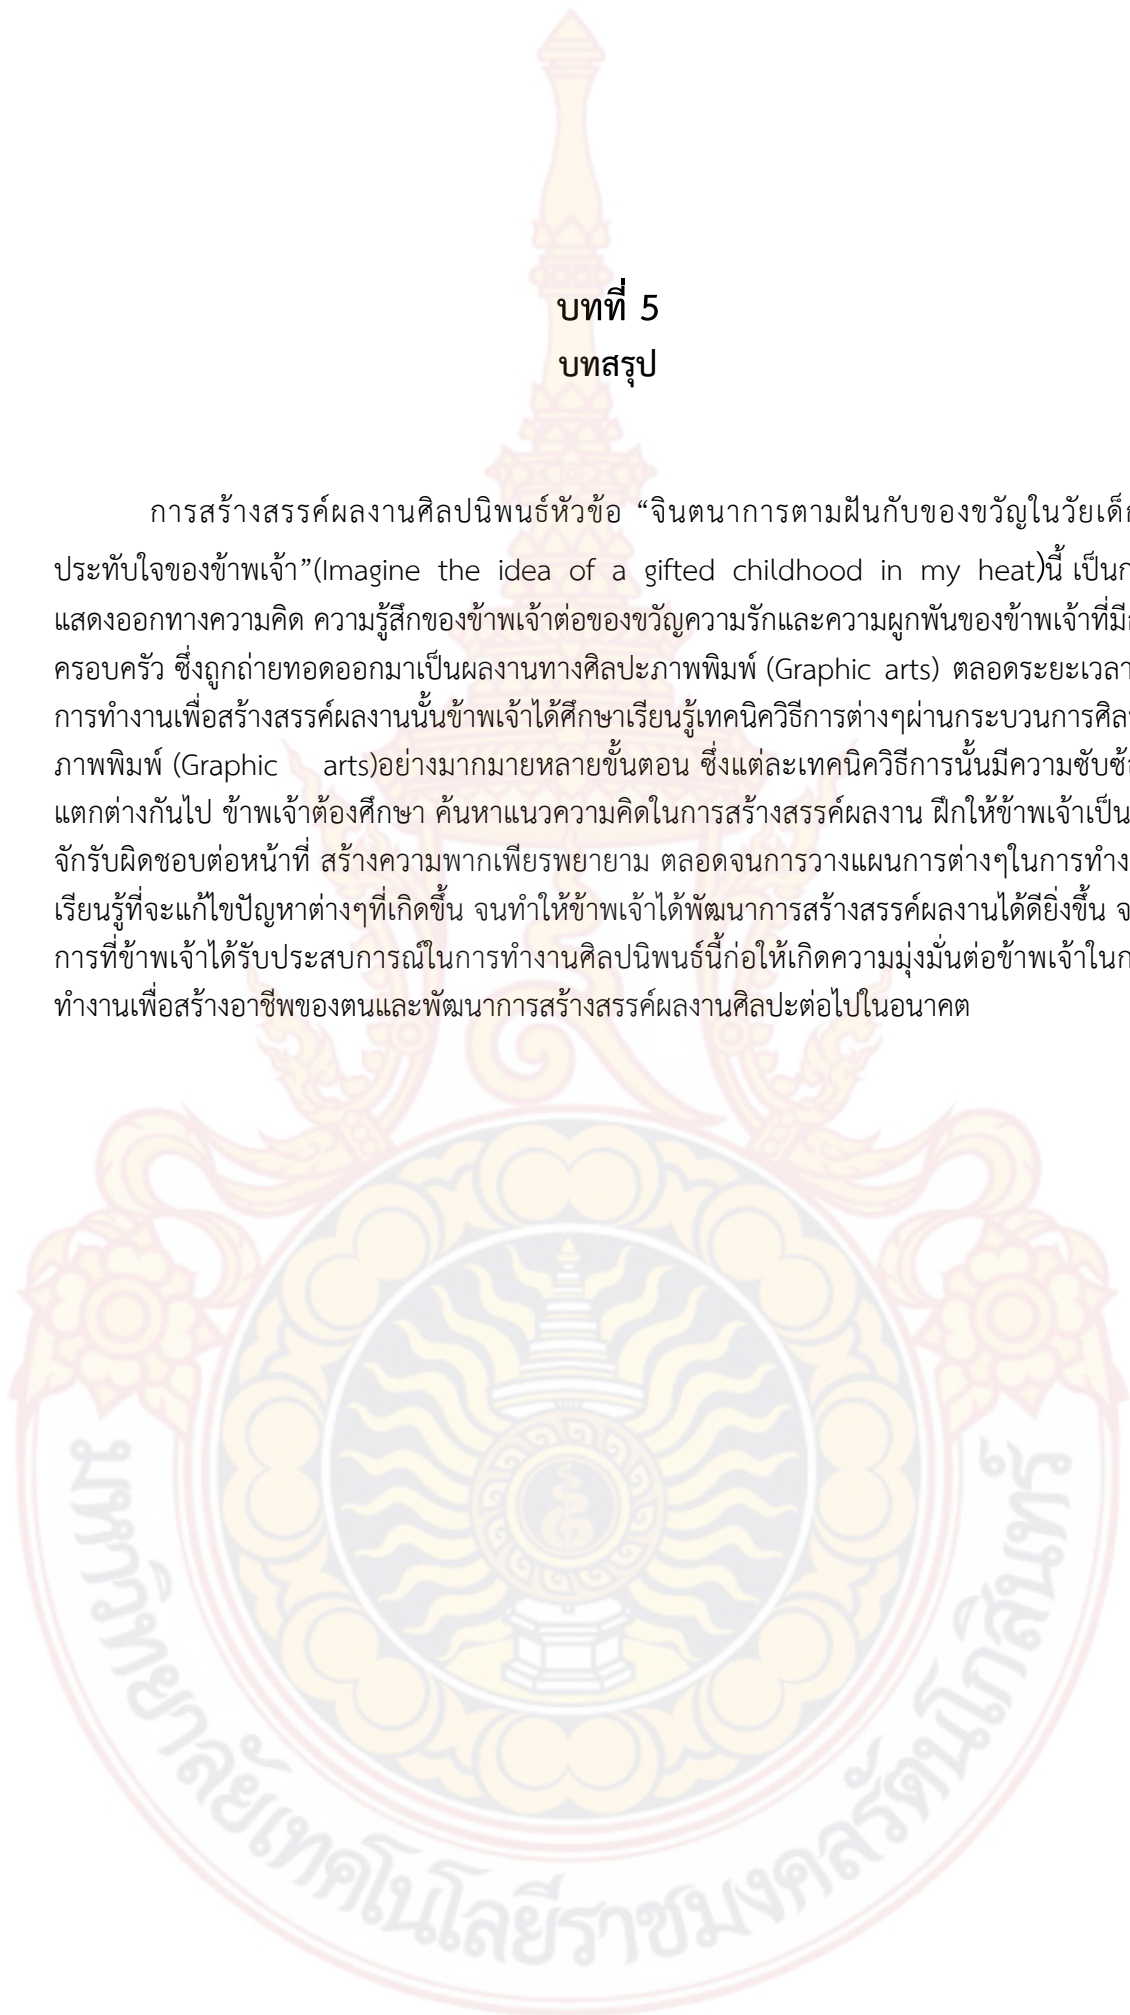 บทที่ 5
บทสรุป
การสร้างสรรค์ผลงานศิลปนิพนธ์หัวข้อ “จินตนาการตามฝันกับของขวัญในวัยเด็ก
ประทับใจของข้าพเจ้า”(Imagine the idea of a gifted childhood in my heat)นี้ เป็นก
แสดงออกทางความคิด ความรู้สึกของข้าพเจ้าต่อของขวัญความรักและความผูกพันของข้าพเจ้าที่มี
ครอบครัว ซึ่งถูกถ่ายทอดออกมาเป็นผลงานทางศิลปะภาพพิมพ์ (Graphic arts) ตลอดระยะเวลา
การทำงานเพื่อสร้างสรรค์ผลงานนั้นข้าพเจ้าได้ศึกษาเรียนรู้เทคนิควิธีการต่างๆผ่านกระบวนการศิล
ภาพพิมพ์ (Graphic arts)อย่างมากมายหลายขั้นตอน ซึ่งแต่ละเทคนิควิธีการนั้นมีความซับซ้
แตกต่างกันไป ข้าพเจ้าต้องศึกษา ค้นหาแนวความคิดในการสร้างสรรค์ผลงาน ฝึกให้ข้าพเจ้าเป็น
จักรับผิดชอบต่อหน้าที่ สร้างความพากเพียรพยายาม ตลอดจนการวางแผนการต่างๆในการทำง
เรียนรู้ที่จะแก้ไขปัญหาต่างๆที่เกิดขึ้น จนทำให้ข้าพเจ้าได้พัฒนาการสร้างสรรค์ผลงานได้ดียิ่งขึ้น จ
การที่ข้าพเจ้าได้รับประสบการณ์ในการทำงานศิลปนิพนธ์นี้ก่อให้เกิดความมุ่งมั่นต่อข้าพเจ้าในก
ทำงานเพื่อสร้างอาชีพของตนและพัฒนาการสร้างสรรค์ผลงานศิลปะต่อไปในอนาคต
มหาวิทยาลัยเทคโนโลยีราชมงคลรัตนโกสินทร์